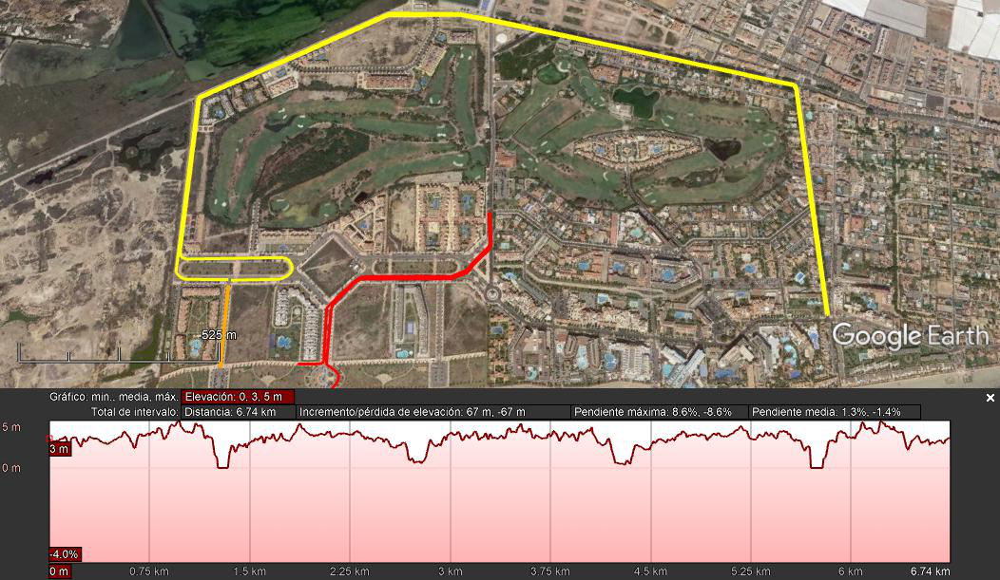 525 m
Google Earth
Gráfico: min., media, máx. Elevación: 0, 3, 5 m
Total de intervalo: Distancia: 6.74 km Incremento/pérdida de elevación: 67 m, -67 m Pendiente máxima: 8.6%, -8.6% Pendiente media: 1.3%, -1.4%
5 m
3 m
0 m
-4.0%
0 m 0.75 km 1.5 km 2.25 km 3 km 3.75 km 4.5 km 5.25 km 6 km 6.74 km